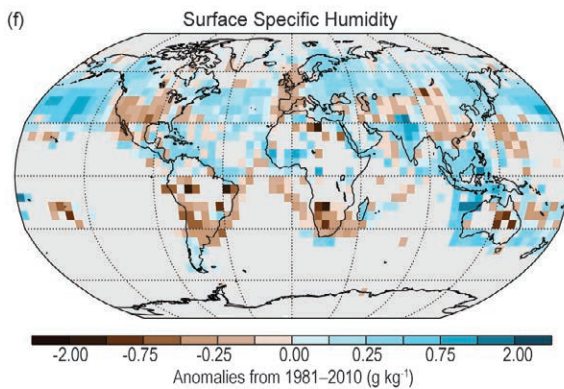 (f)
Surface Specific Humidity
-2.00 -0.75 -0.25 0.00 0.25 0.75 2.00
Anomalies from 1981–2010 (g kg⁻¹)